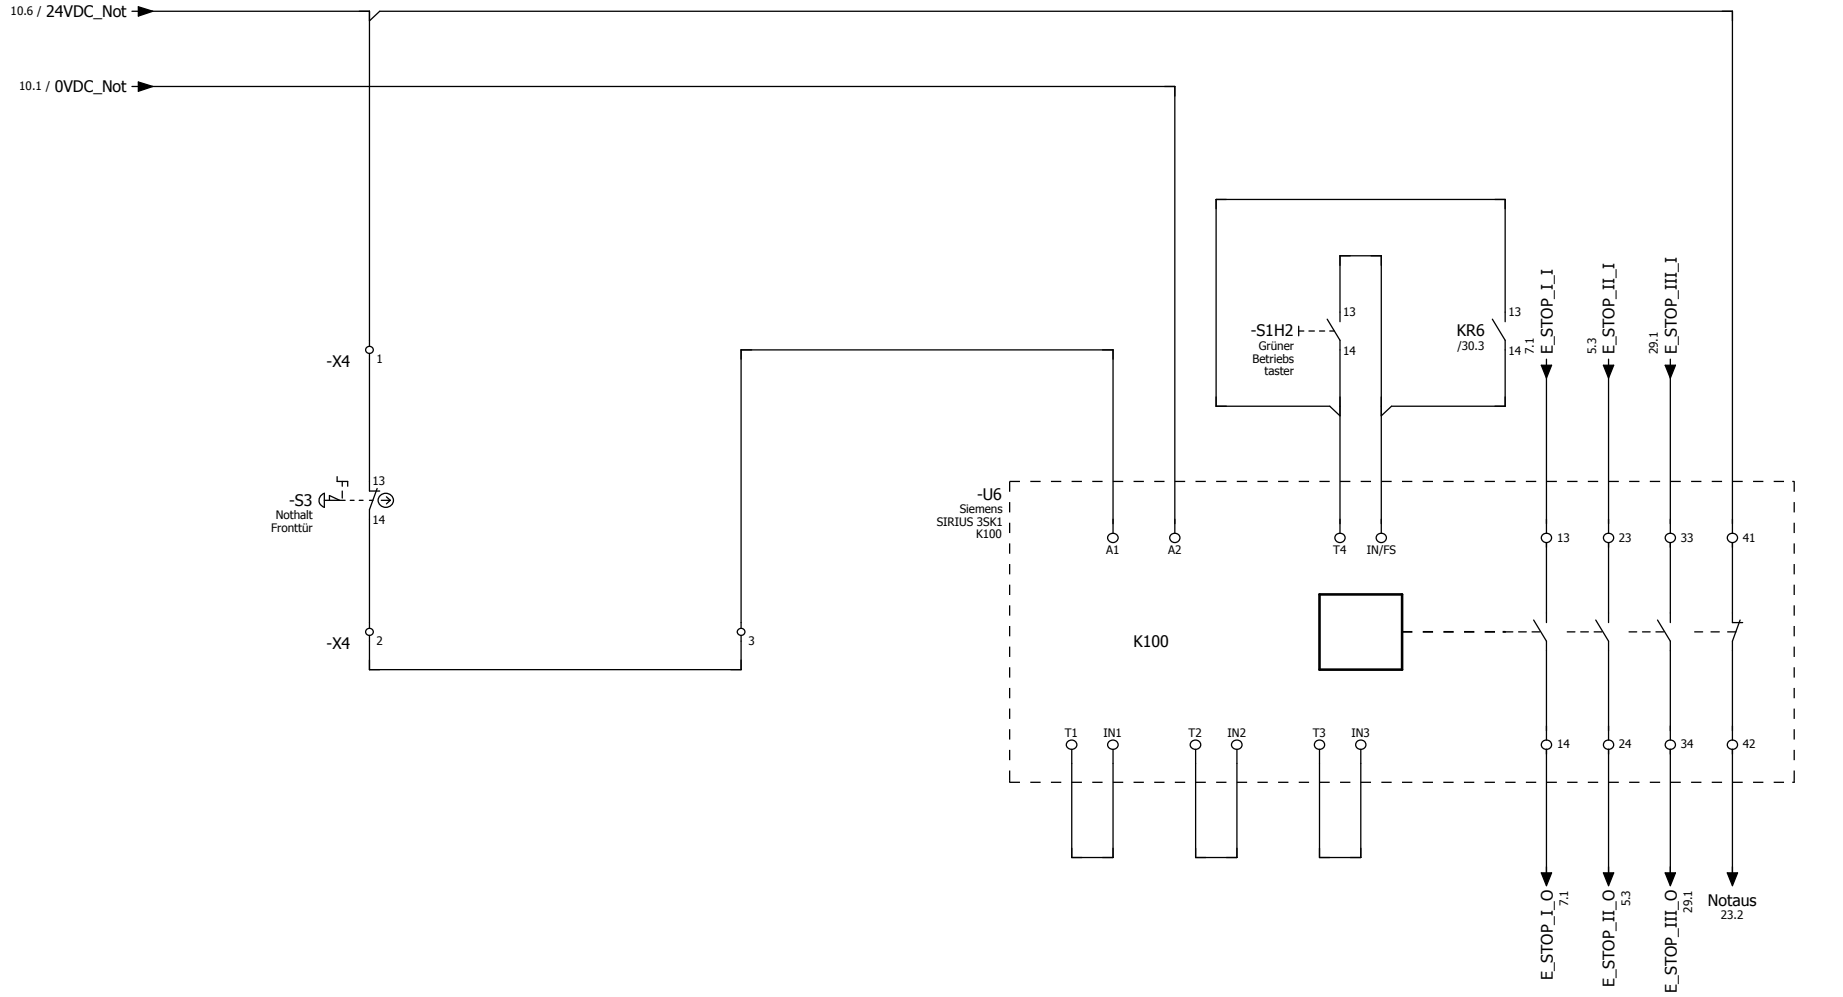 10.6 / 24VDC_Not
10.1 / 0VDC_Not
-X4
1
-S3
Nothalt
Fronttür
13
14
-X4
2
3
-S1H2
Grüner
Betriebs
taster
13
14
KR6
/30.3
13
14
7.1
E_STOP_I_I
5.3
E_STOP_II_I
29.1
E_STOP_III_I
-U6
Siemens
SIRIUS 3SK1
K100
A1
A2
T4
IN/FS
13
23
33
41
K100
T1
IN1
T2
IN2
T3
IN3
14
24
34
42
E_STOP_I_O
7.1
E_STOP_II_O
5.3
E_STOP_III_O
29.1
Notaus
23.2